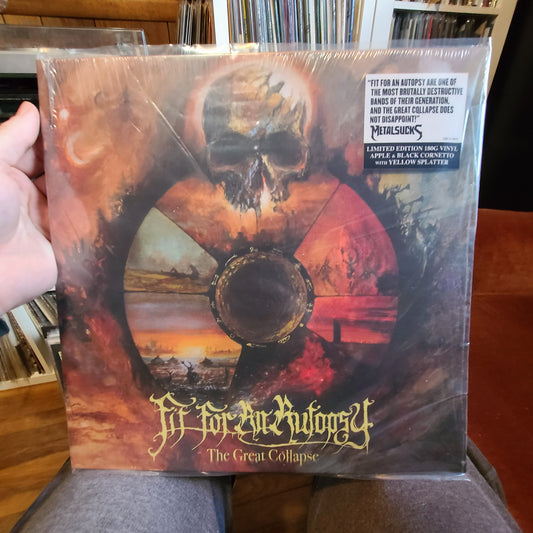 "FIT FOR AN AUTOPSY ARE ONE OF
THE MOST BRUTALLY DESTRUCTIVE
BANDS OF THEIR GENERATION,
AND THE GREAT COLLAPSE DOES
NOT DISAPPOINT!"
METALSUCKS
LIMITED EDITION 180G VINYL
APPLE & BLACK CORNETTO
WITH YELLOW SPLATTER
Fit For An Autopsy
The Great Collapse